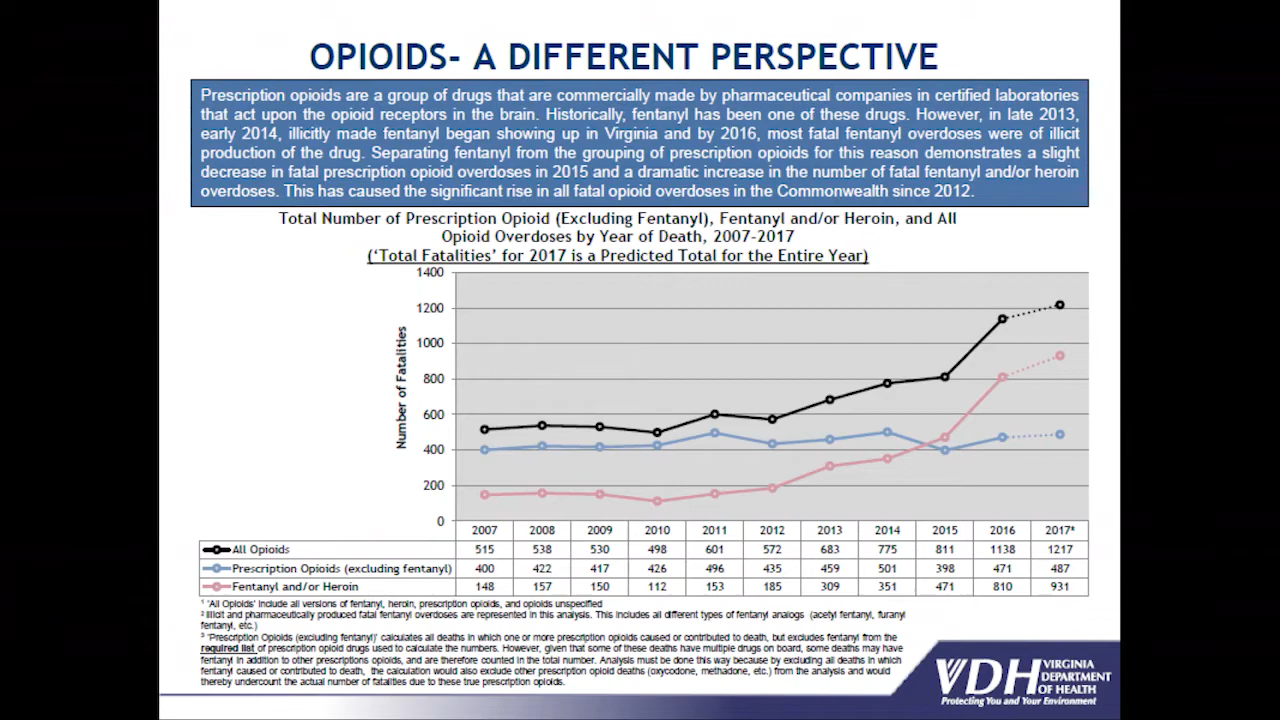 OPIOIDS- A DIFFERENT PERSPECTIVE
Prescription opioids are a group of drugs that are commercially made by pharmaceutical companies in certified laboratories
that act upon the opioid receptors in the brain. Historically, fentanyl has been one of these drugs. However, in late 2013,
early 2014, illicitly made fentanyl began showing up in Virginia and by 2016, most fatal fentanyl overdoses were of illicit
production of the drug. Separating fentanyl from the grouping of prescription opioids for this reason demonstrates a slight
decrease in fatal prescription opioid overdoses in 2015 and a dramatic increase in the number of fatal fentanyl and/or heroin
overdoses. This has caused the significant rise in all fatal opioid overdoses in the Commonwealth since 2012.
Total Number of Prescription Opioid (Excluding Fentanyl), Fentanyl and/or Heroin, and All
Opioid Overdoses by Year of Death, 2007-2017
('Total Fatalities' for 2017 is a Predicted Total for the Entire Year)
1400
1200
1000
800
600
400
200
0
Number of Fatalities
2007 2008 2009 2010 2011 2012 2013 2014 2015 2016 2017*
All Opioids 515 538 530 498 601 572 683 775 811 1138 1217
Prescription Opioids (excluding fentanyl) 400 422 417 426 496 435 459 501 398 471 487
Fentanyl and/or Heroin 148 157 150 112 153 185 309 351 471 810 931
1 'All Opioids' include all versions of fentanyl, heroin, prescription opioids, and opioids unspecified
2 Illicit and pharmaceutically produced fatal fentanyl overdoses are represented in this analysis. This includes all different types of fentanyl analogs (acetyl fentanyl, furanyl
fentanyl, etc.)
3 'Prescription Opioids (excluding fentanyl)' calculates all deaths in which one or more prescription opioids caused or contributed to death, but excludes fentanyl from the
required list of prescription opioid drugs used to calculate the numbers. However, given that some of these deaths have multiple drugs on board, some deaths may have
fentanyl in addition to other prescriptions opioids, and are therefore counted in the total number. Analysis must be done this way because by excluding all deaths in which
fentanyl caused or contributed to death, the calculation would also exclude other prescription opioid deaths (oxycodone, methadone, etc.) from the analysis and would
thereby undercount the actual number of fatalities due to these true prescription opioids.
VDH VIRGINIA
DEPARTMENT
OF HEALTH
Protecting You and Your Environment